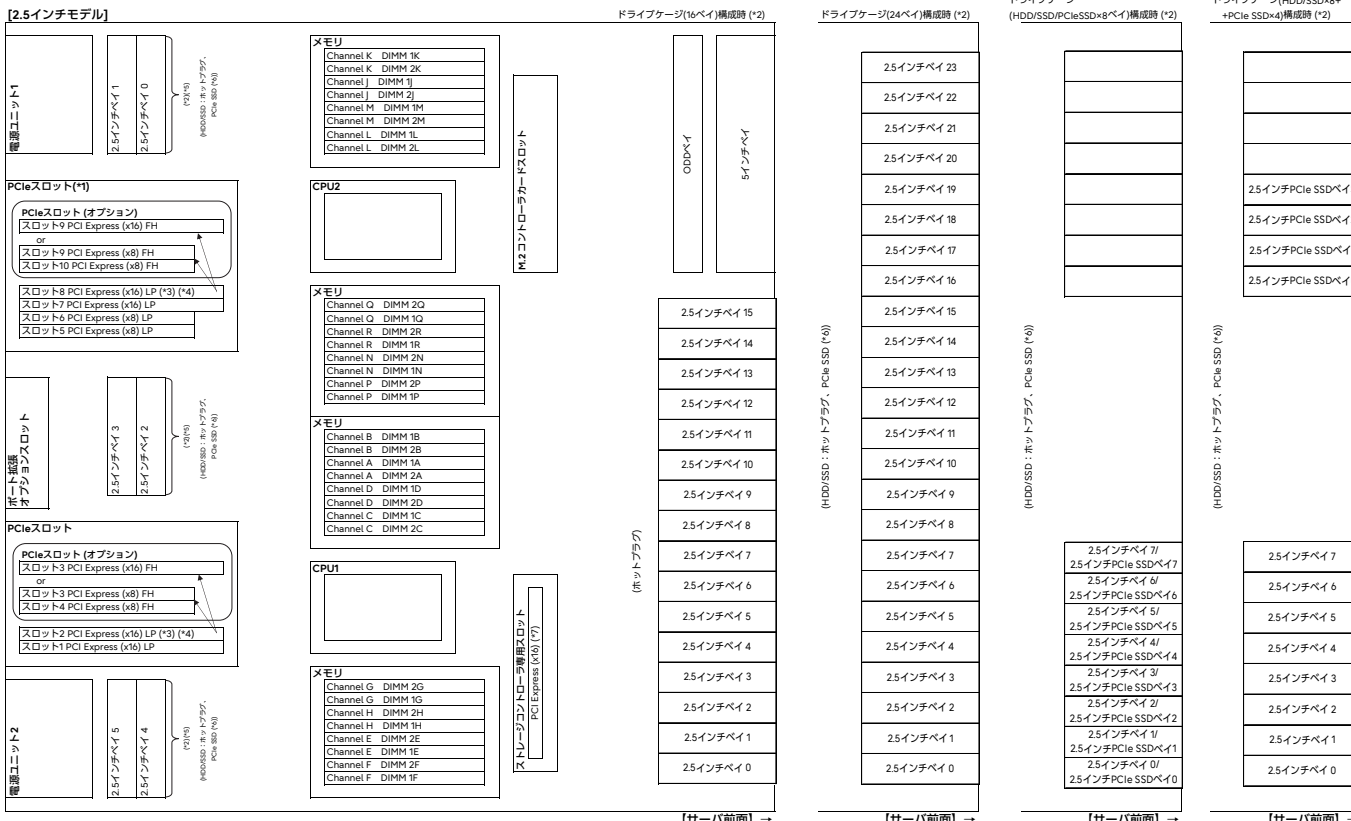 [2.5インチモデル]
電源ユニット1
2.5インチベイ 1
2.5インチベイ 0
(*2)(*5)
(HDD/SSD：ホットプラグ、
PCIe SSD (*6))
PCIeスロット(*1)
PCIeスロット (オプション)
スロット9 PCI Express (x16) FH
or
スロット9 PCI Express (x8) FH
スロット10 PCI Express (x8) FH
スロット8 PCI Express (x16) LP (*3) (*4)
スロット7 PCI Express (x16) LP
スロット6 PCI Express (x8) LP
スロット5 PCI Express (x8) LP
ポート拡張
オプションスロット
2.5インチベイ 3
2.5インチベイ 2
(*2)(*5)
(HDD/SSD：ホットプラグ、
PCIe SSD (*6))
PCIeスロット
PCIeスロット (オプション)
スロット3 PCI Express (x16) FH
or
スロット3 PCI Express (x8) FH
スロット4 PCI Express (x8) FH
スロット2 PCI Express (x16) LP (*3) (*4)
スロット1 PCI Express (x16) LP
電源ユニット2
2.5インチベイ 5
2.5インチベイ 4
(*2)(*5)
(HDD/SSD：ホットプラグ、
PCIe SSD (*6))
メモリ
Channel K DIMM 1K
Channel K DIMM 2K
Channel J DIMM 1J
Channel J DIMM 2J
Channel M DIMM 1M
Channel M DIMM 2M
Channel L DIMM 1L
Channel L DIMM 2L
CPU2
メモリ
Channel Q DIMM 2Q
Channel Q DIMM 1Q
Channel R DIMM 2R
Channel R DIMM 1R
Channel N DIMM 2N
Channel N DIMM 1N
Channel P DIMM 2P
Channel P DIMM 1P
メモリ
Channel B DIMM 1B
Channel B DIMM 2B
Channel A DIMM 1A
Channel A DIMM 2A
Channel D DIMM 1D
Channel D DIMM 2D
Channel C DIMM 1C
Channel C DIMM 2C
CPU1
メモリ
Channel G DIMM 2G
Channel G DIMM 1G
Channel H DIMM 2H
Channel H DIMM 1H
Channel E DIMM 2E
Channel E DIMM 1E
Channel F DIMM 2F
Channel F DIMM 1F
M.2 コントローラカードスロット
ストレージコントローラ専用スロット
PCI Express (x16) (*7)
ドライブケージ(16ベイ)構成時 (*2)
ODDベイ
5インチベイ
(ホットプラグ)
2.5インチベイ 15
2.5インチベイ 14
2.5インチベイ 13
2.5インチベイ 12
2.5インチベイ 11
2.5インチベイ 10
2.5インチベイ 9
2.5インチベイ 8
2.5インチベイ 7
2.5インチベイ 6
2.5インチベイ 5
2.5インチベイ 4
2.5インチベイ 3
2.5インチベイ 2
2.5インチベイ 1
2.5インチベイ 0
【サーバ前面】→
ドライブケージ(24ベイ)構成時 (*2)
(HDD/SSD：ホットプラグ、PCIe SSD (*6))
2.5インチベイ 23
2.5インチベイ 22
2.5インチベイ 21
2.5インチベイ 20
2.5インチベイ 19
2.5インチベイ 18
2.5インチベイ 17
2.5インチベイ 16
2.5インチベイ 15
2.5インチベイ 14
2.5インチベイ 13
2.5インチベイ 12
2.5インチベイ 11
2.5インチベイ 10
2.5インチベイ 9
2.5インチベイ 8
2.5インチベイ 7
2.5インチベイ 6
2.5インチベイ 5
2.5インチベイ 4
2.5インチベイ 3
2.5インチベイ 2
2.5インチベイ 1
2.5インチベイ 0
【サーバ前面】→
(HDD/SSD/PCIeSSD×8ベイ)構成時 (*2)
(HDD/SSD：ホットプラグ、PCIe SSD (*6))
2.5インチベイ 7/
2.5インチPCIe SSDベイ7
2.5インチベイ 6/
2.5インチPCIe SSDベイ6
2.5インチベイ 5/
2.5インチPCIe SSDベイ5
2.5インチベイ 4/
2.5インチPCIe SSDベイ4
2.5インチベイ 3/
2.5インチPCIe SSDベイ3
2.5インチベイ 2/
2.5インチPCIe SSDベイ2
2.5インチベイ 1/
2.5インチPCIe SSDベイ1
2.5インチベイ 0/
2.5インチPCIe SSDベイ0
【サーバ前面】→
+PCIe SSD×4)構成時 (*2)
(HDD/SSD：ホットプラグ、PCIe SSD (*6))
2.5インチPCIe SSDベイ
2.5インチPCIe SSDベイ
2.5インチPCIe SSDベイ
2.5インチPCIe SSDベイ
2.5インチベイ 7
2.5インチベイ 6
2.5インチベイ 5
2.5インチベイ 4
2.5インチベイ 3
2.5インチベイ 2
2.5インチベイ 1
2.5インチベイ 0
【サーバ前面】→